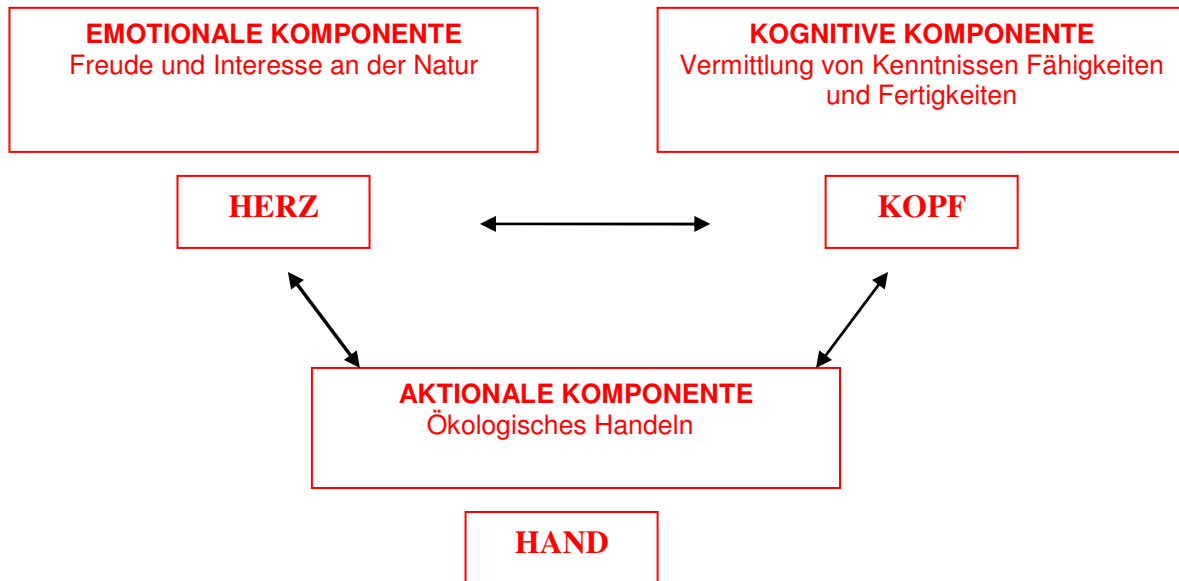 EMOTIONALE KOMPONENTE
Freude und Interesse an der Natur
KOGNITIVE KOMPONENTE
Vermittlung von Kenntnissen Fähigkeiten
und Fertigkeiten
HERZ
KOPF
AKTIONALE KOMPONENTE
Ökologisches Handeln
HAND